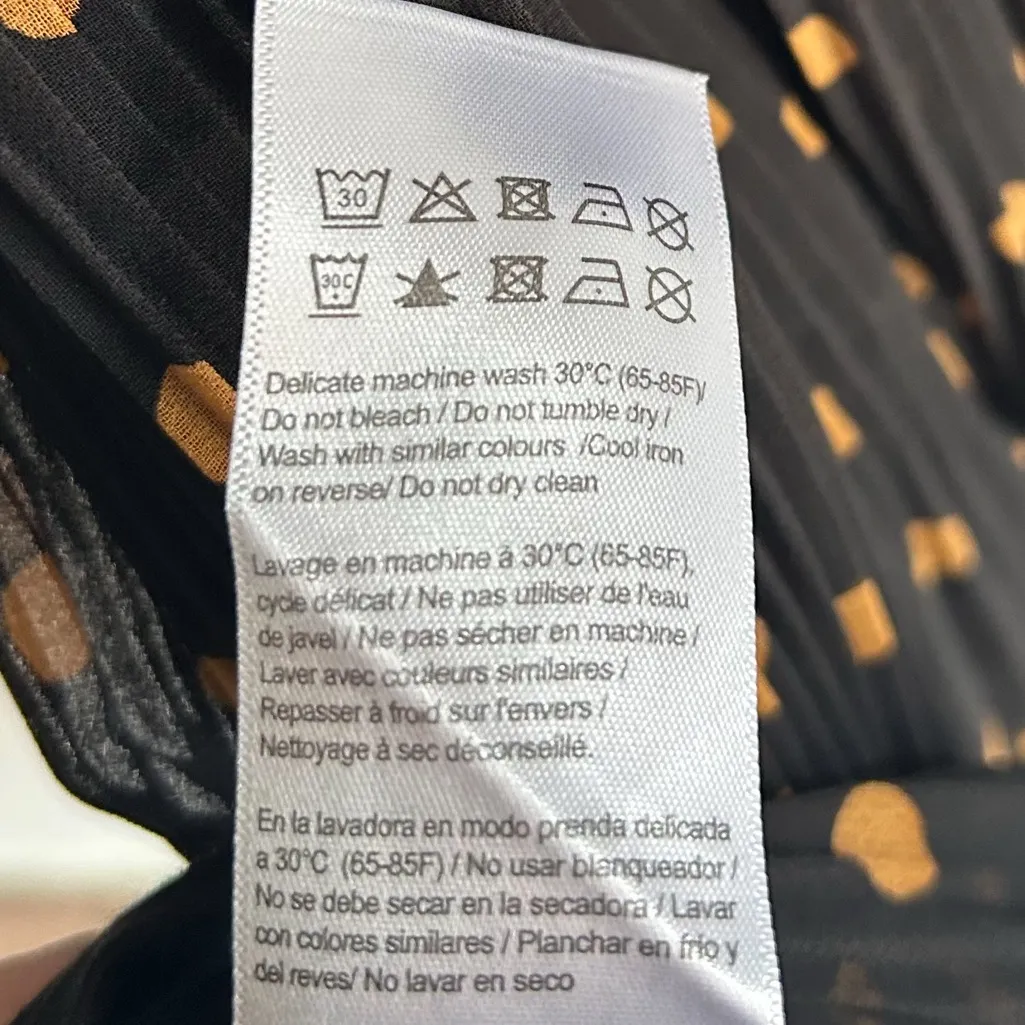 30
30C
Delicate machine wash 30°C (65-85F)/
Do not bleach / Do not tumble dry /
Wash with similar colours /Cool iron
on reverse/ Do not dry clean
Lavage en machine à 30°C (65-85F),
cycle délicat / Ne pas utiliser de l'eau
de javel / Ne pas sécher en machine /
Laver avec couleurs similaires /
Repasser à froid sur l'envers /
Nettoyage à sec déconseillé.
En la lavadora en modo prenda delicada
a 30°C (65-85F) / No usar blanqueador /
No se debe secar en la secadora / Lavar
con colores similares / Planchar en frio y
del reves/ No lavar en seco